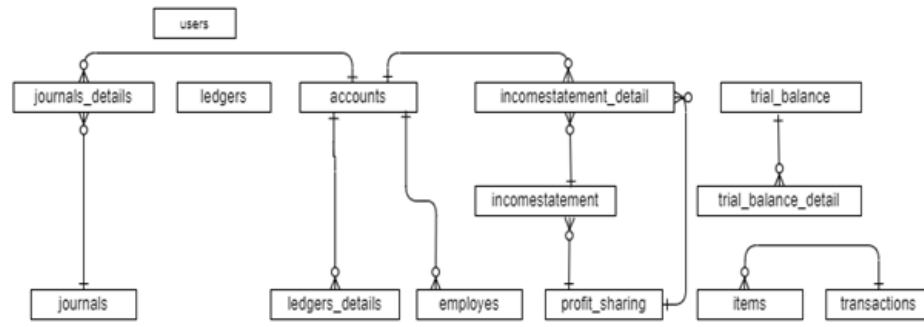 users
journals_details
ledgers
accounts
incomestatement_detail
trial_balance
incomestatement
trial_balance_detail
journals
ledgers_details
employes
profit_sharing
items
transactions